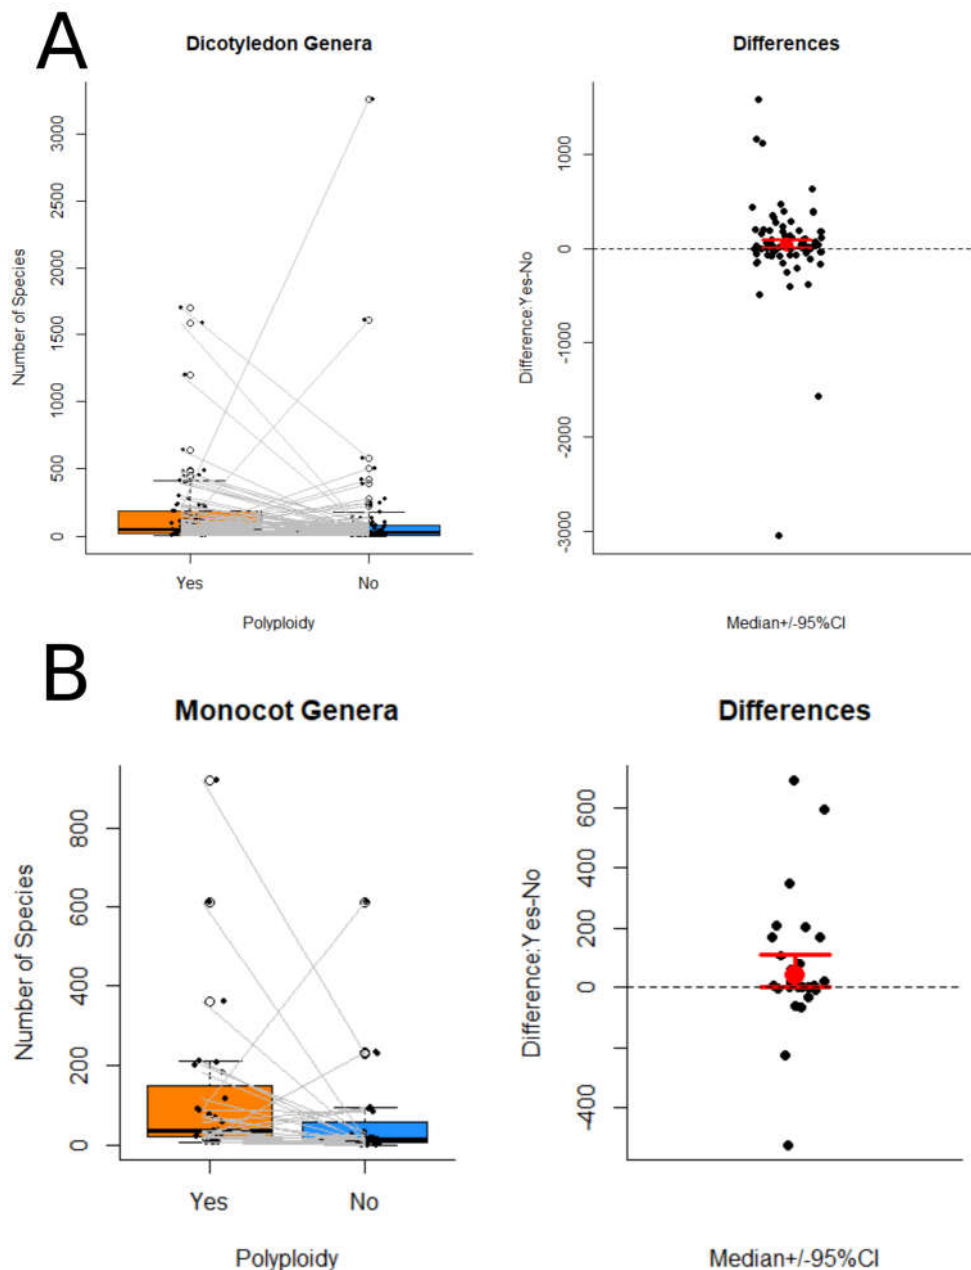 A
Dicotyledon Genera
Differences
Number of Species
0
500
1000
1500
2000
2500
3000
Yes
No
Polyploidy
Difference:Yes-No
-3000
-2000
-1000
0
1000
Median+/-95%CI
B
Monocot Genera
Differences
Number of Species
0
200
400
600
800
Yes
No
Polyploidy
Difference:Yes-No
-400
0
200
400
600
Median+/-95%CI